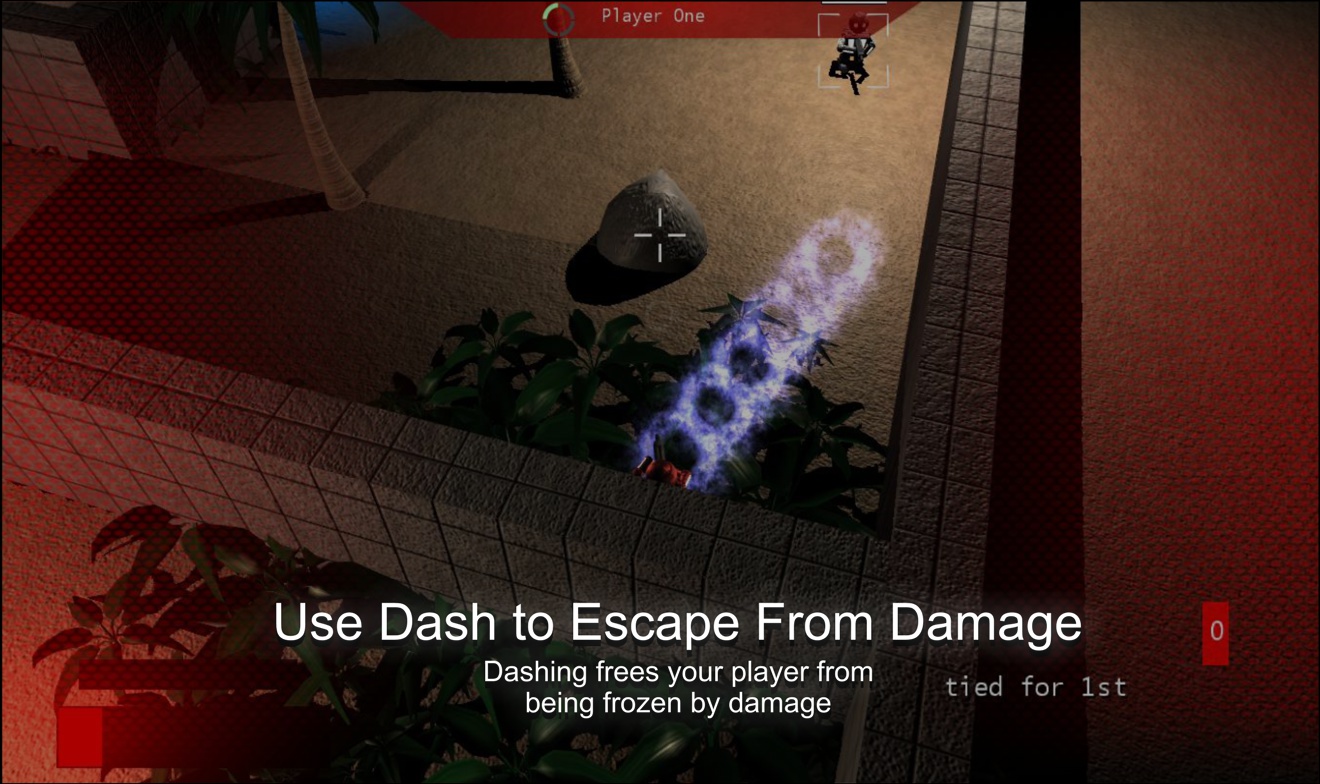 Player One
Use Dash to Escape From Damage
Dashing frees your player from
being frozen by damage
0
tied for 1st